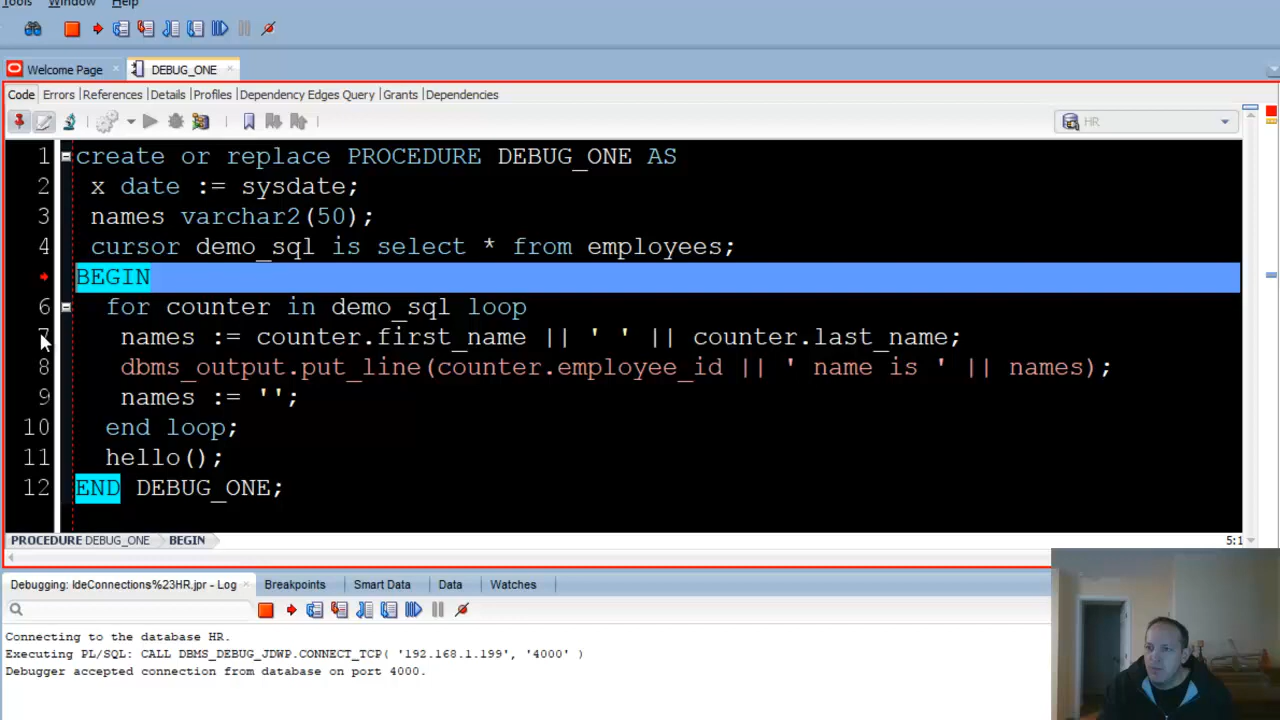 Tools Window Help
Welcome Page DEBUG_ONE
Code Errors References Details Profiles Dependency Edges Query Grants Dependencies
HR
1 create or replace PROCEDURE DEBUG_ONE AS
2 x date := sysdate;
3 names varchar2(50);
4 cursor demo_sql is select * from employees;
BEGIN
6 for counter in demo_sql loop
7 names := counter.first_name || ' ' || counter.last_name;
8 dbms_output.put_line(counter.employee_id || ' name is ' || names);
9 names := '';
10 end loop;
11 hello();
12 END DEBUG_ONE;
PROCEDURE DEBUG_ONE BEGIN 5:1
Debugging: IdeConnections%23HR.jpr - Log Breakpoints Smart Data Data Watches
Connecting to the database HR.
Executing PL/SQL: CALL DBMS_DEBUG_JDWP.CONNECT_TCP( '192.168.1.199', '4000' )
Debugger accepted connection from database on port 4000.